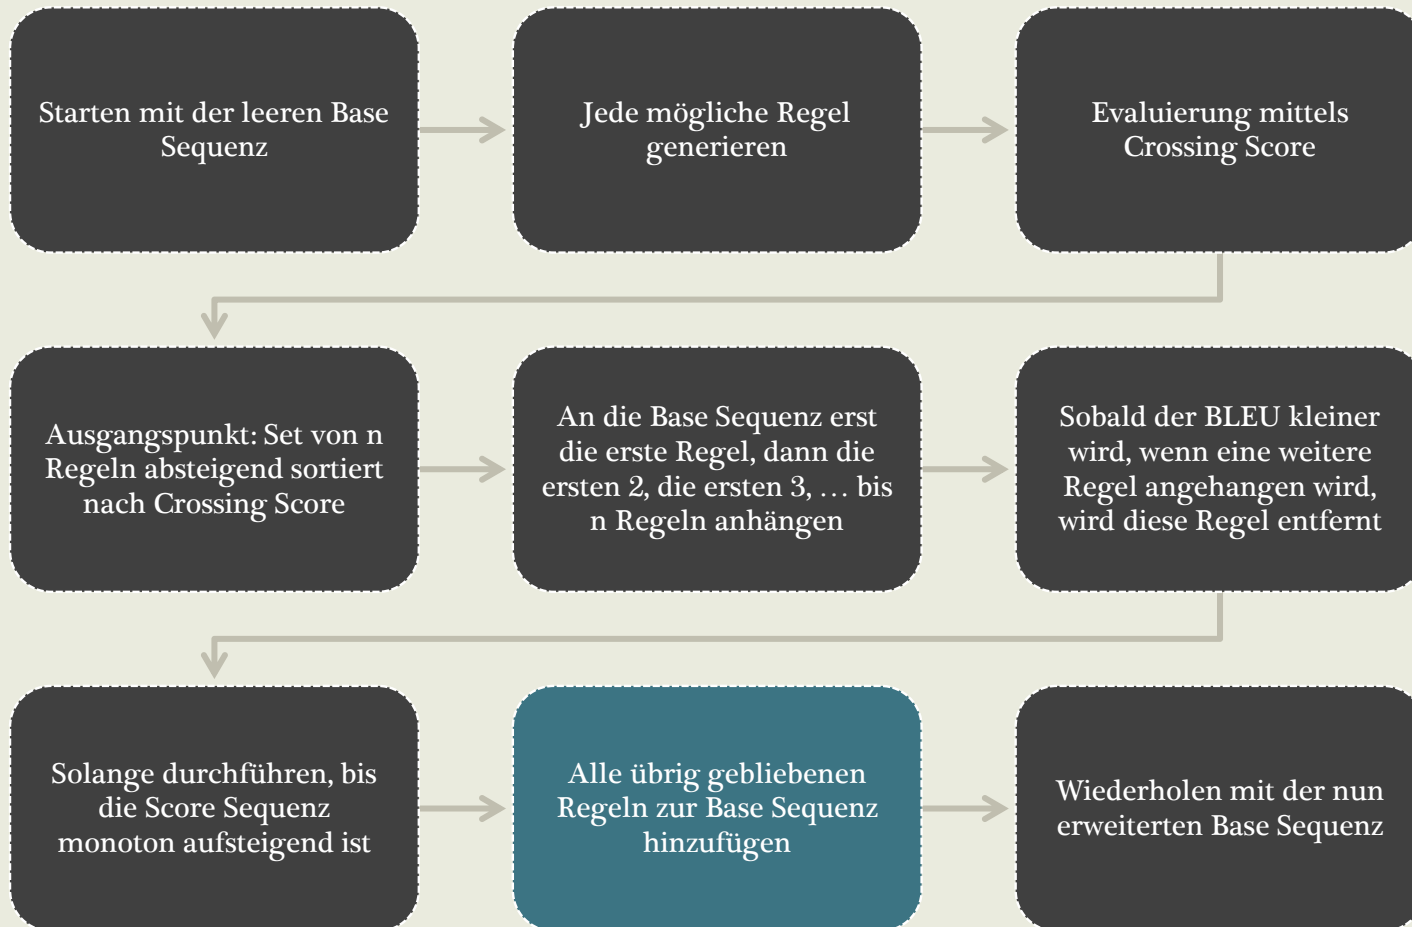 Starten mit der leeren Base
Sequenz
Jede mögliche Regel
generieren
Evaluierung mittels
Crossing Score
Ausgangspunkt: Set von n
Regeln absteigend sortiert
nach Crossing Score
An die Base Sequenz erst
die erste Regel, dann die
ersten 2, die ersten 3, … bis
n Regeln anhängen
Sobald der BLEU kleiner
wird, wenn eine weitere
Regel angehangen wird,
wird diese Regel entfernt
Solange durchführen, bis
die Score Sequenz
monoton aufsteigend ist
Alle übrig gebliebenen
Regeln zur Base Sequenz
hinzufügen
Wiederholen mit der nun
erweiterten Base Sequenz